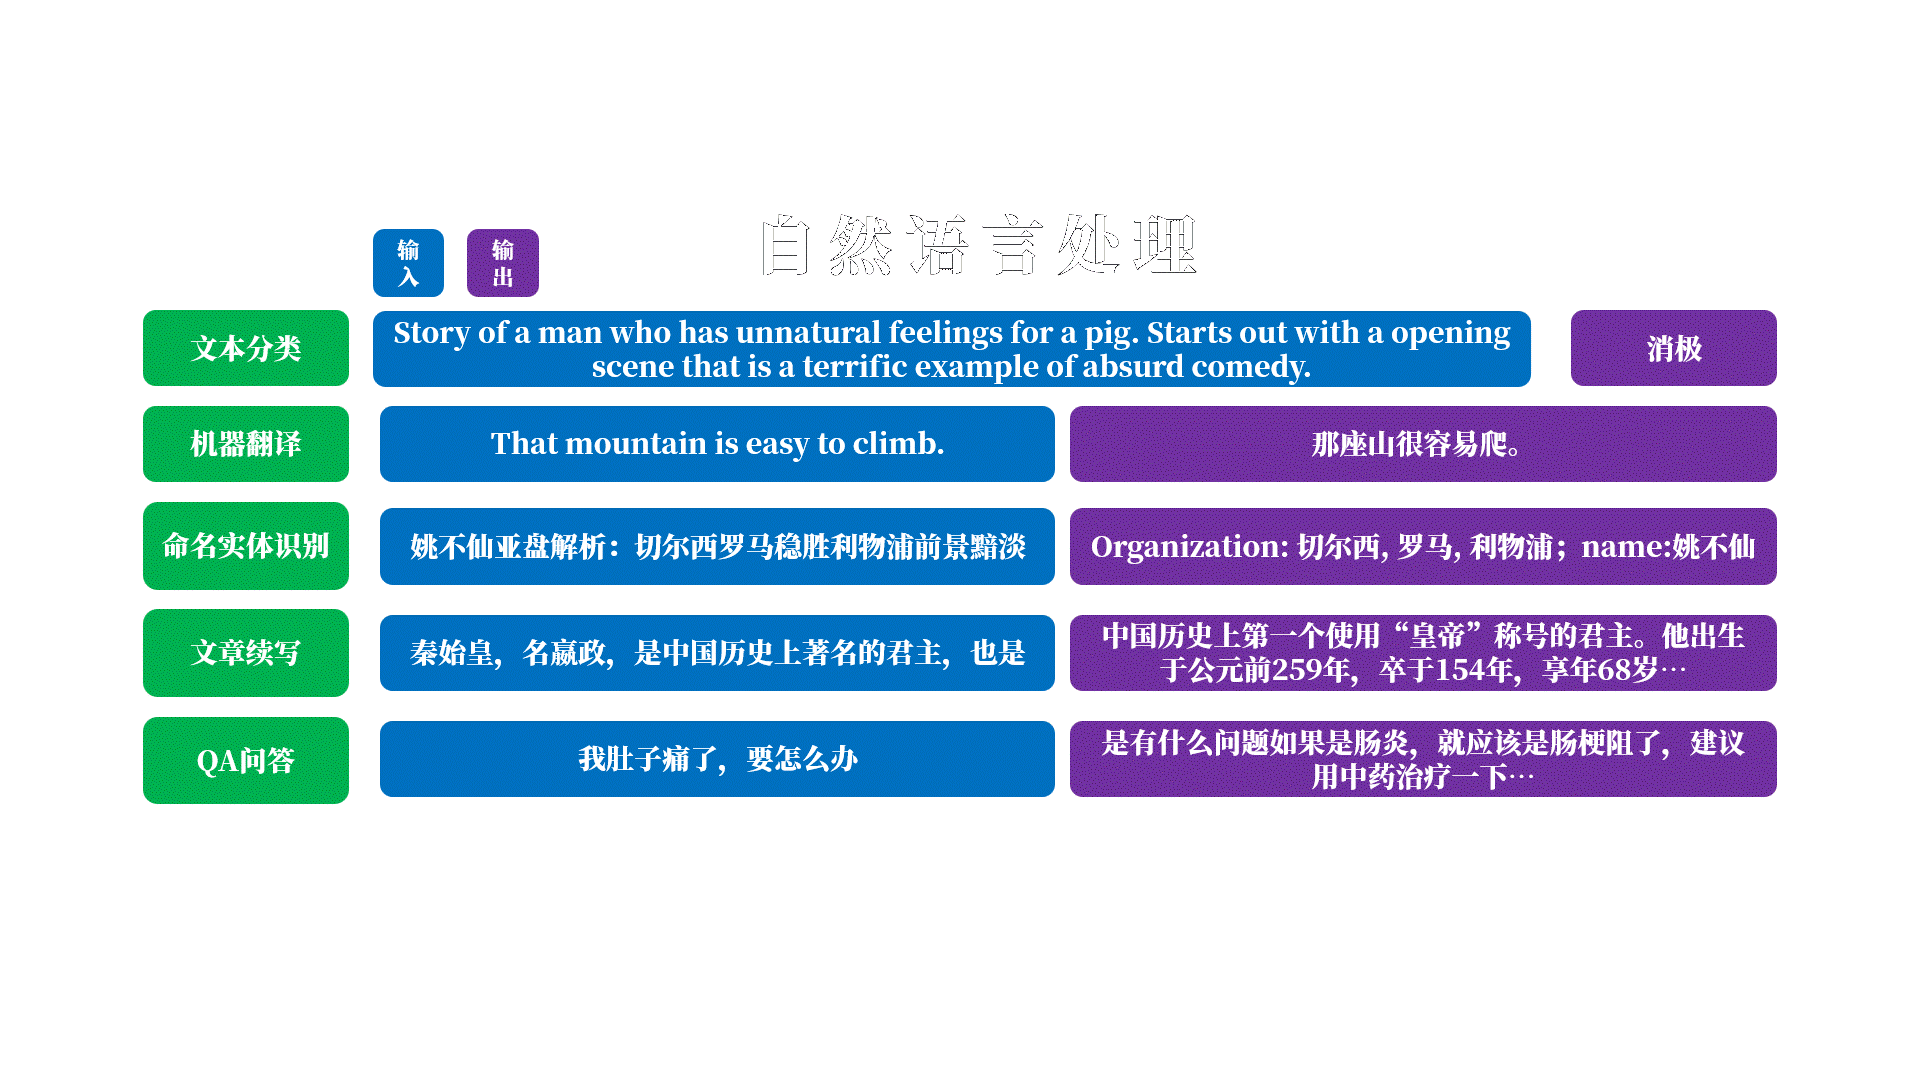 自然语言处理
输
入
输
出
文本分类
Story of a man who has unnatural feelings for a pig. Starts out with a opening
scene that is a terrific example of absurd comedy.
消极
机器翻译
That mountain is easy to climb.
那座山很容易爬。
命名实体识别
姚不仙亚盘解析：切尔西罗马稳胜利物浦前景黯淡
Organization: 切尔西, 罗马, 利物浦；name:姚不仙
文章续写
秦始皇，名嬴政，是中国历史上著名的君主，也是
中国历史上第一个使用“皇帝”称号的君主。他出生
于公元前259年，卒于154年，享年68岁…
QA问答
我肚子痛了，要怎么办
是有什么问题如果是肠炎，就应该是肠梗阻了，建议
用中药治疗一下…